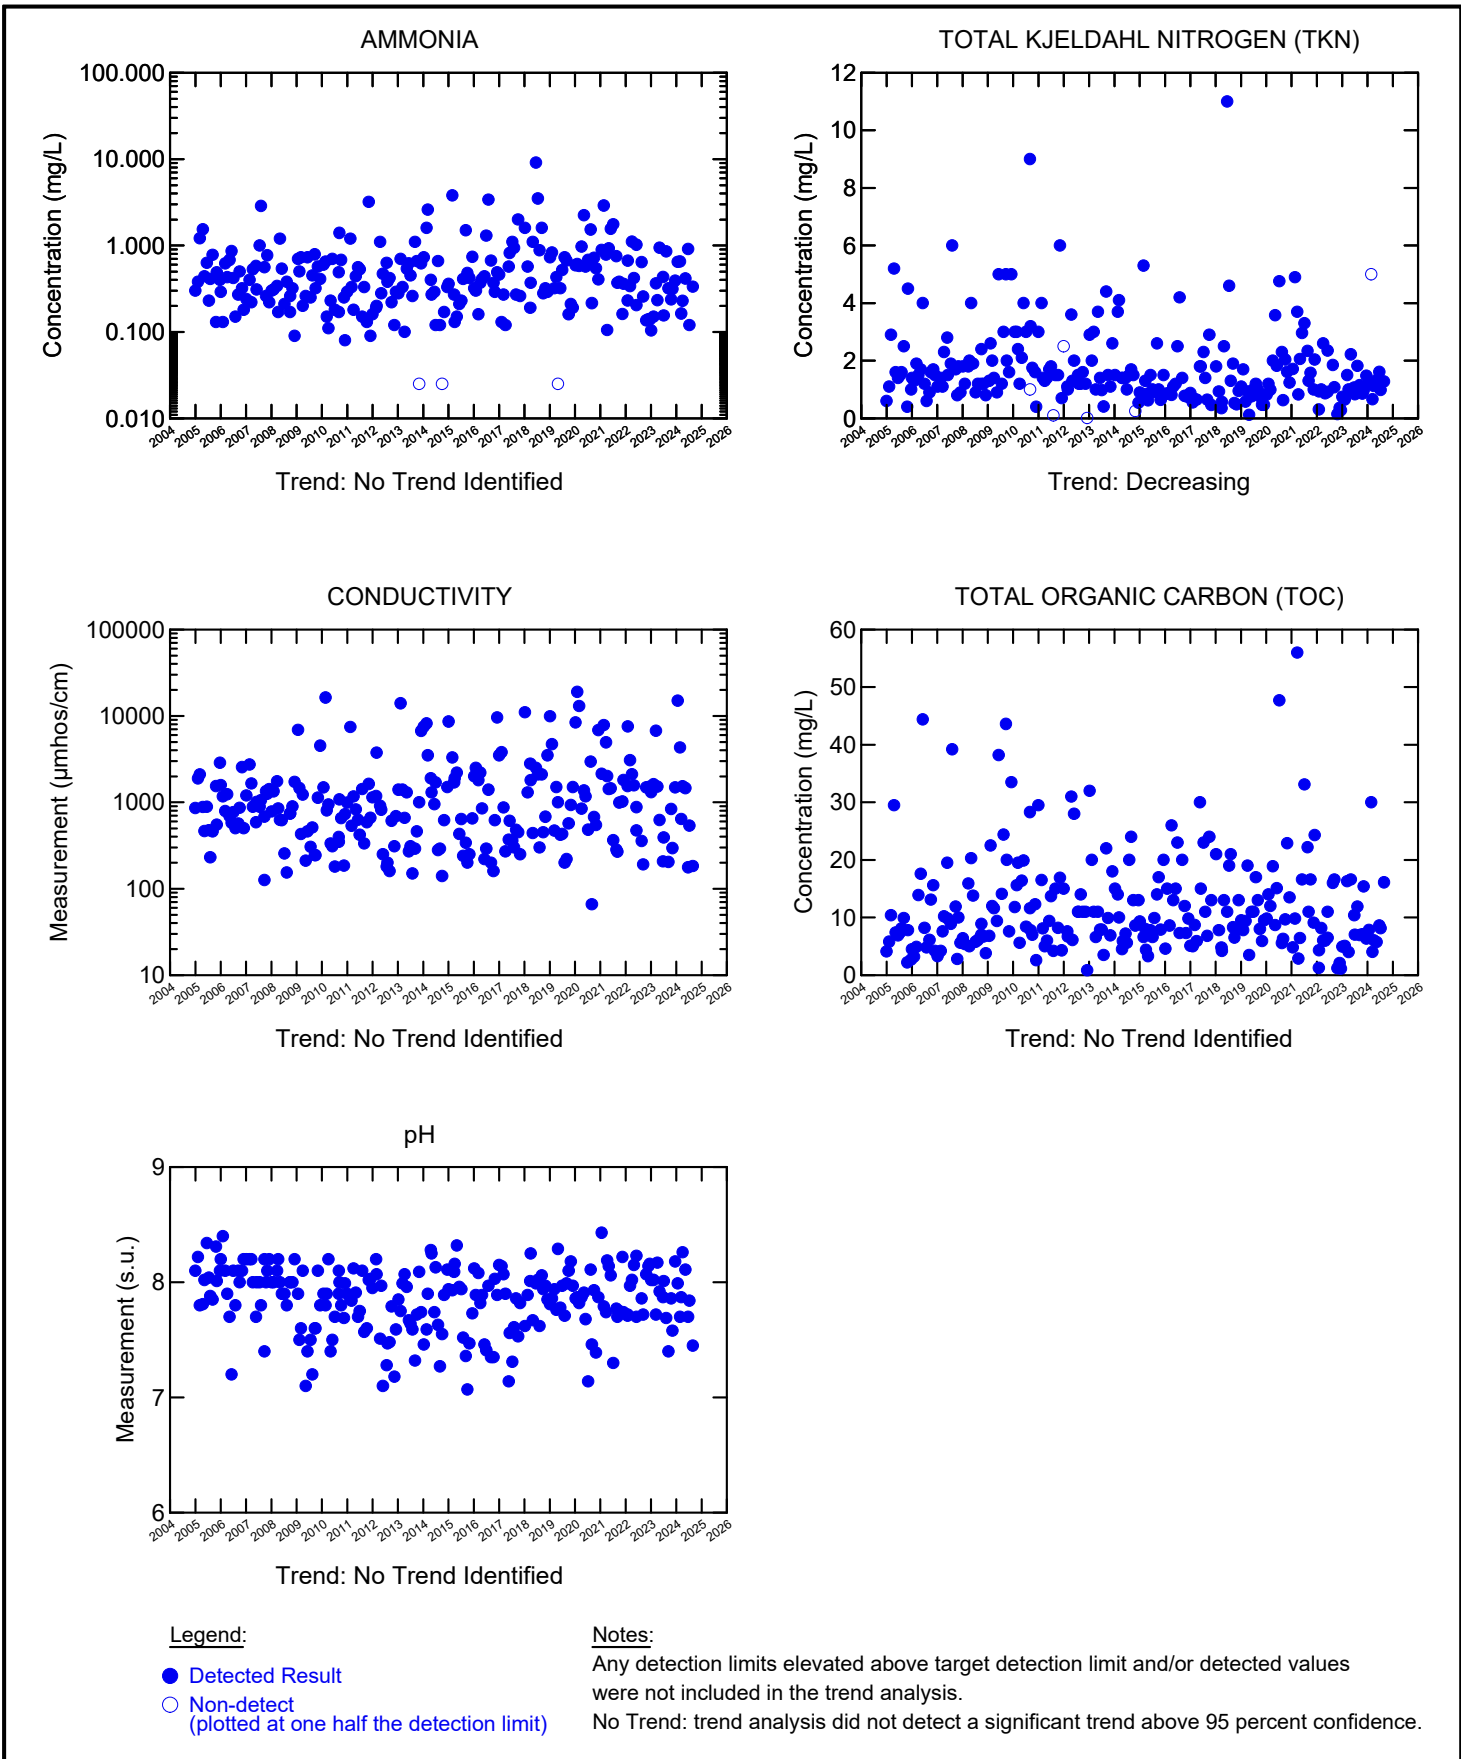 AMMONIA
100.000
10.000
1.000
0.100
0.010
Concentration (mg/L)
2004 2005 2006 2007 2008 2009 2010 2011 2012 2013 2014 2015 2016 2017 2018 2019 2020 2021 2022 2023 2024 2025 2026
Trend: No Trend Identified
TOTAL KJELDAHL NITROGEN (TKN)
12
10
8
6
4
2
0
Concentration (mg/L)
2004 2005 2006 2007 2008 2009 2010 2011 2012 2013 2014 2015 2016 2017 2018 2019 2020 2021 2022 2023 2024 2025 2026
Trend: Decreasing
CONDUCTIVITY
100000
10000
1000
100
10
Measurement (µmhos/cm)
2004 2005 2006 2007 2008 2009 2010 2011 2012 2013 2014 2015 2016 2017 2018 2019 2020 2021 2022 2023 2024 2025 2026
Trend: No Trend Identified
TOTAL ORGANIC CARBON (TOC)
60
50
40
30
20
10
0
Concentration (mg/L)
2004 2005 2006 2007 2008 2009 2010 2011 2012 2013 2014 2015 2016 2017 2018 2019 2020 2021 2022 2023 2024 2025 2026
Trend: No Trend Identified
pH
9
8
7
6
Measurement (s.u.)
2004 2005 2006 2007 2008 2009 2010 2011 2012 2013 2014 2015 2016 2017 2018 2019 2020 2021 2022 2023 2024 2025 2026
Trend: No Trend Identified
Legend:
Detected Result
Non-detect
(plotted at one half the detection limit)
Notes:
Any detection limits elevated above target detection limit and/or detected values
were not included in the trend analysis.
No Trend: trend analysis did not detect a significant trend above 95 percent confidence.